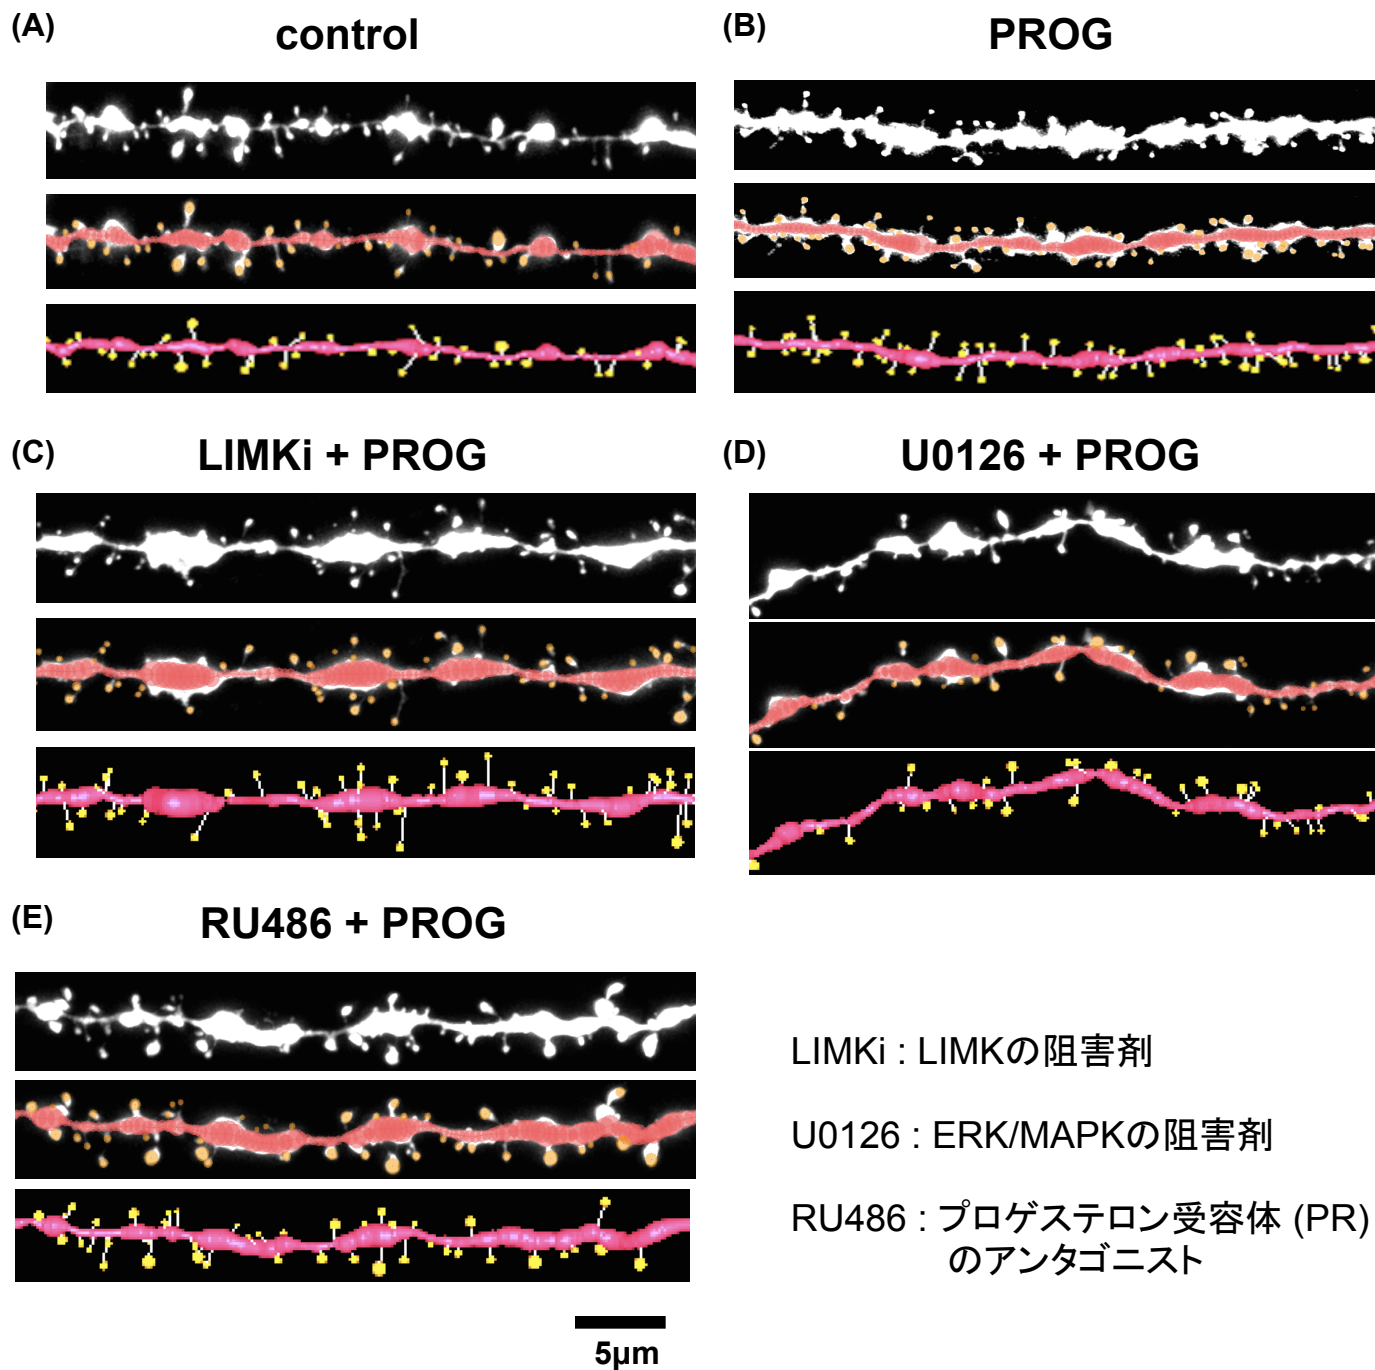 (A)
control
(B)
PROG
(C)
LIMKi + PROG
(D)
U0126 + PROG
(E)
RU486 + PROG
LIMKi : LIMKの阻害剤
U0126 : ERK/MAPKの阻害剤
RU486 : プロゲステロン受容体 (PR)
のアンタゴニスト
5μm